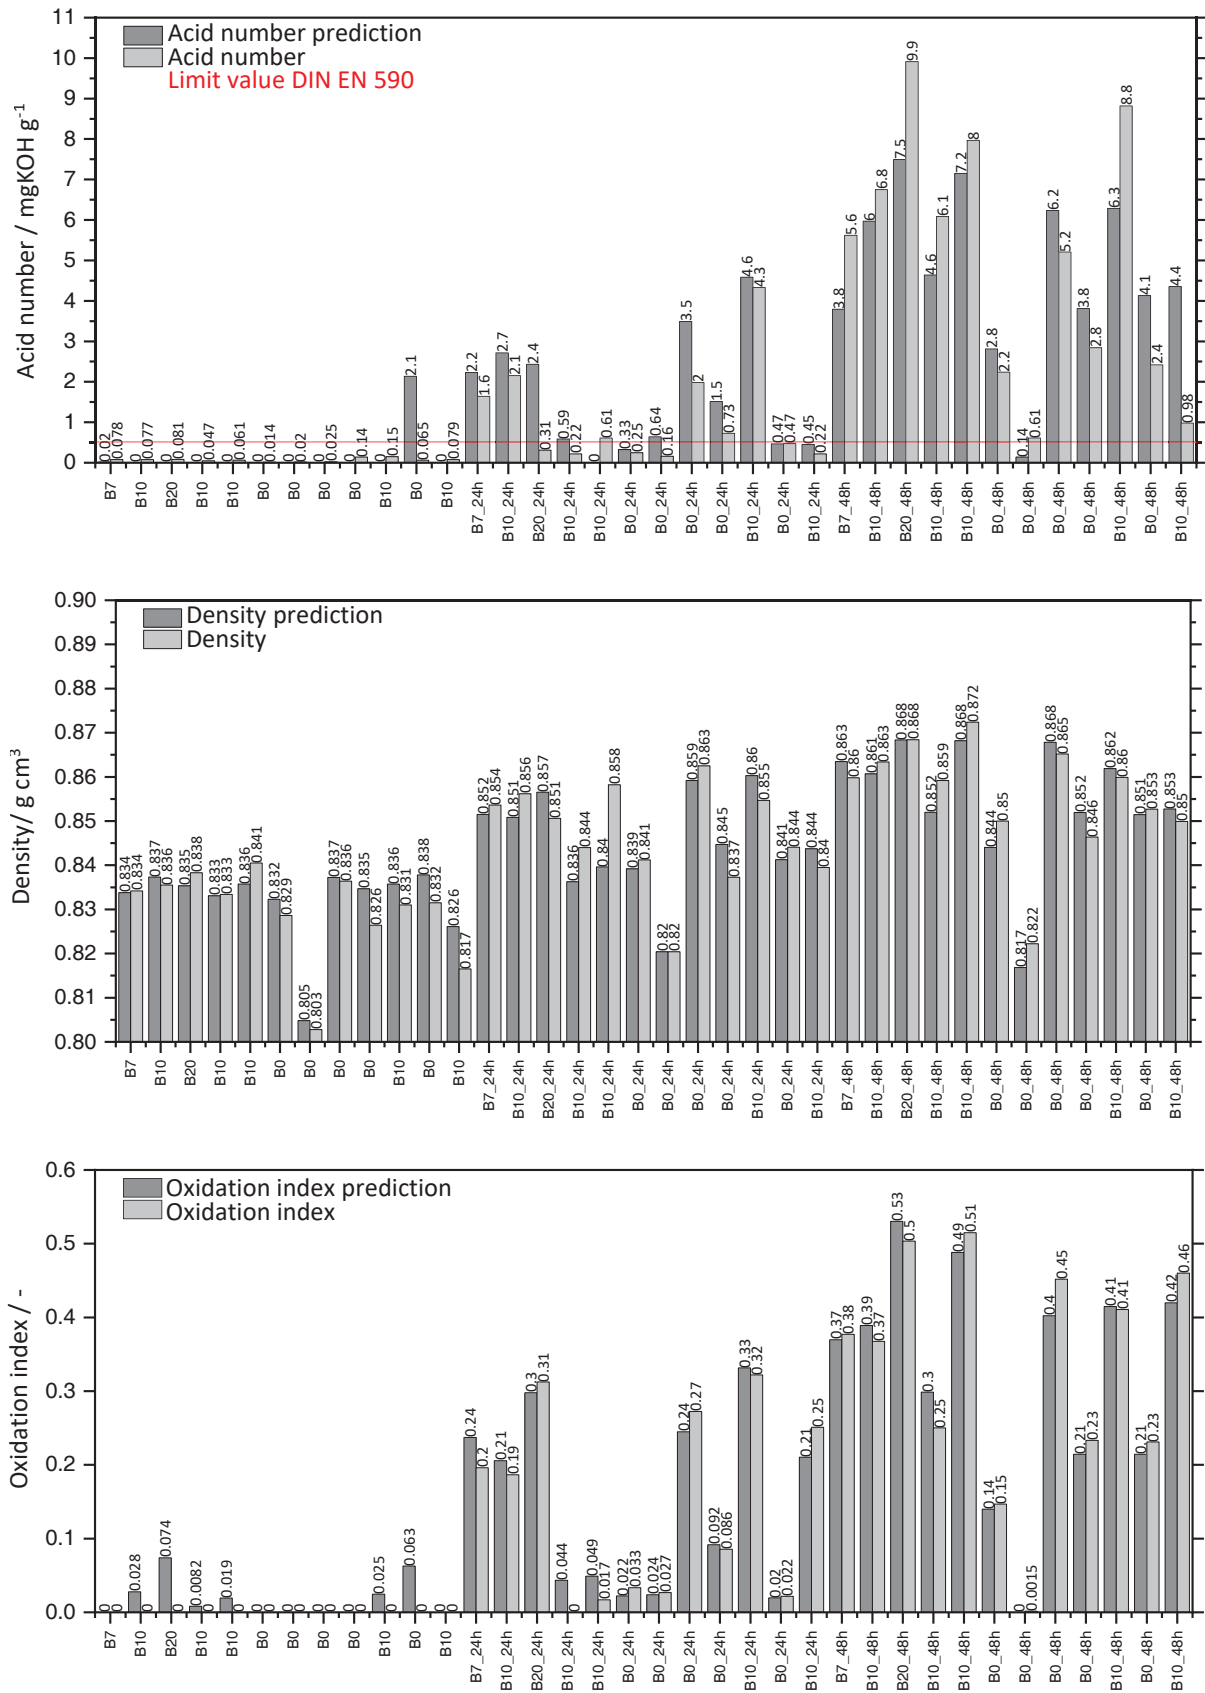 11
10
9
8
7
6
5
4
3
2
1
0
Acid number / mgKOH g-1
Acid number prediction
Acid number
Limit value DIN EN 590
0.02 0.078 0 0.077 0 0.081 0 0.047 0 0.061 0 0.014 0 0.02 0 0.025 0 0.14 0 0.15 2.1 0.065 0 0.079 2.2 1.6 2.7 2.1 2.4 0.31 0.59 0.22 0 0.61 0.33 0.25 0.64 0.16 3.5 2 1.5 0.73 4.6 4.3 0.47 0.47 0.45 0.22 3.8 5.6 6 6.8 7.5 9.9 4.6 6.1 7.2 8 2.8 2.2 0.14 0.61 6.2 5.2 3.8 2.8 6.3 8.8 4.1 2.4 4.4 0.98
B7 B10 B20 B10 B10 B0 B0 B0 B0 B10 B0 B10 B7_24h B10_24h B20_24h B10_24h B10_24h B0_24h B0_24h B0_24h B0_24h B10_24h B0_24h B10_24h B7_48h B10_48h B20_48h B10_48h B10_48h B0_48h B0_48h B0_48h B0_48h B10_48h B0_48h B10_48h
0.90
0.89
0.88
0.87
0.86
0.85
0.84
0.83
0.82
0.81
0.80
Density/ g cm3
Density prediction
Density
0.834 0.834 0.837 0.836 0.835 0.838 0.833 0.833 0.836 0.841 0.832 0.829 0.805 0.803 0.837 0.836 0.835 0.826 0.836 0.831 0.838 0.832 0.826 0.817 0.852 0.854 0.851 0.856 0.857 0.851 0.836 0.844 0.84 0.858 0.839 0.841 0.82 0.82 0.859 0.863 0.845 0.837 0.86 0.855 0.841 0.844 0.844 0.84 0.863 0.86 0.861 0.863 0.868 0.868 0.852 0.859 0.868 0.872 0.844 0.85 0.817 0.822 0.868 0.865 0.852 0.846 0.862 0.86 0.851 0.853 0.853 0.85
B7 B10 B20 B10 B10 B0 B0 B0 B0 B10 B0 B10 B7_24h B10_24h B20_24h B10_24h B10_24h B0_24h B0_24h B0_24h B0_24h B10_24h B0_24h B10_24h B7_48h B10_48h B20_48h B10_48h B10_48h B0_48h B0_48h B0_48h B0_48h B10_48h B0_48h B10_48h
0.6
0.5
0.4
0.3
0.2
0.1
0.0
Oxidation index / -
Oxidation index prediction
Oxidation index
0 0 0.028 0 0.074 0 0.0082 0 0.019 0 0 0 0 0 0 0 0 0 0.025 0 0.063 0 0 0 0.24 0.2 0.21 0.19 0.3 0.31 0.044 0 0.049 0.017 0.022 0.033 0.024 0.027 0.24 0.27 0.092 0.086 0.33 0.32 0.02 0.022 0.21 0.25 0.37 0.38 0.39 0.37 0.53 0.5 0.3 0.25 0.49 0.51 0.14 0.15 0 0.0015 0.4 0.45 0.21 0.23 0.41 0.41 0.21 0.23 0.42 0.46
B7 B10 B20 B10 B10 B0 B0 B0 B0 B10 B0 B10 B7_24h B10_24h B20_24h B10_24h B10_24h B0_24h B0_24h B0_24h B0_24h B10_24h B0_24h B10_24h B7_48h B10_48h B20_48h B10_48h B10_48h B0_48h B0_48h B0_48h B0_48h B10_48h B0_48h B10_48h